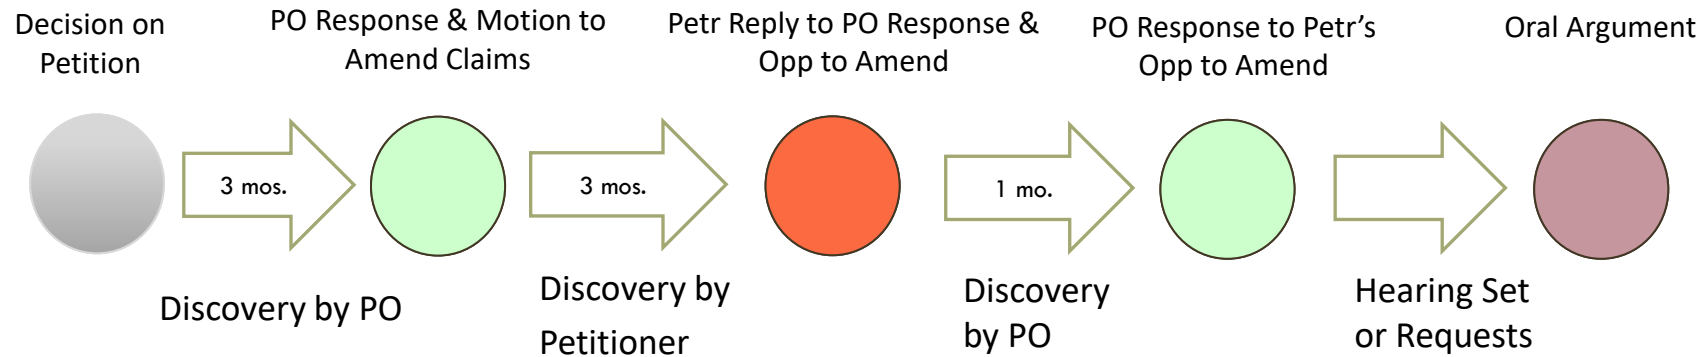 Decision on
Petition
PO Response & Motion to
Amend Claims
Petr Reply to PO Response &
Opp to Amend
PO Response to Petr’s
Opp to Amend
Oral Argument
3 mos.
3 mos.
1 mo.
Discovery by PO
Discovery by
Petitioner
Discovery
by PO
Hearing Set
or Requests